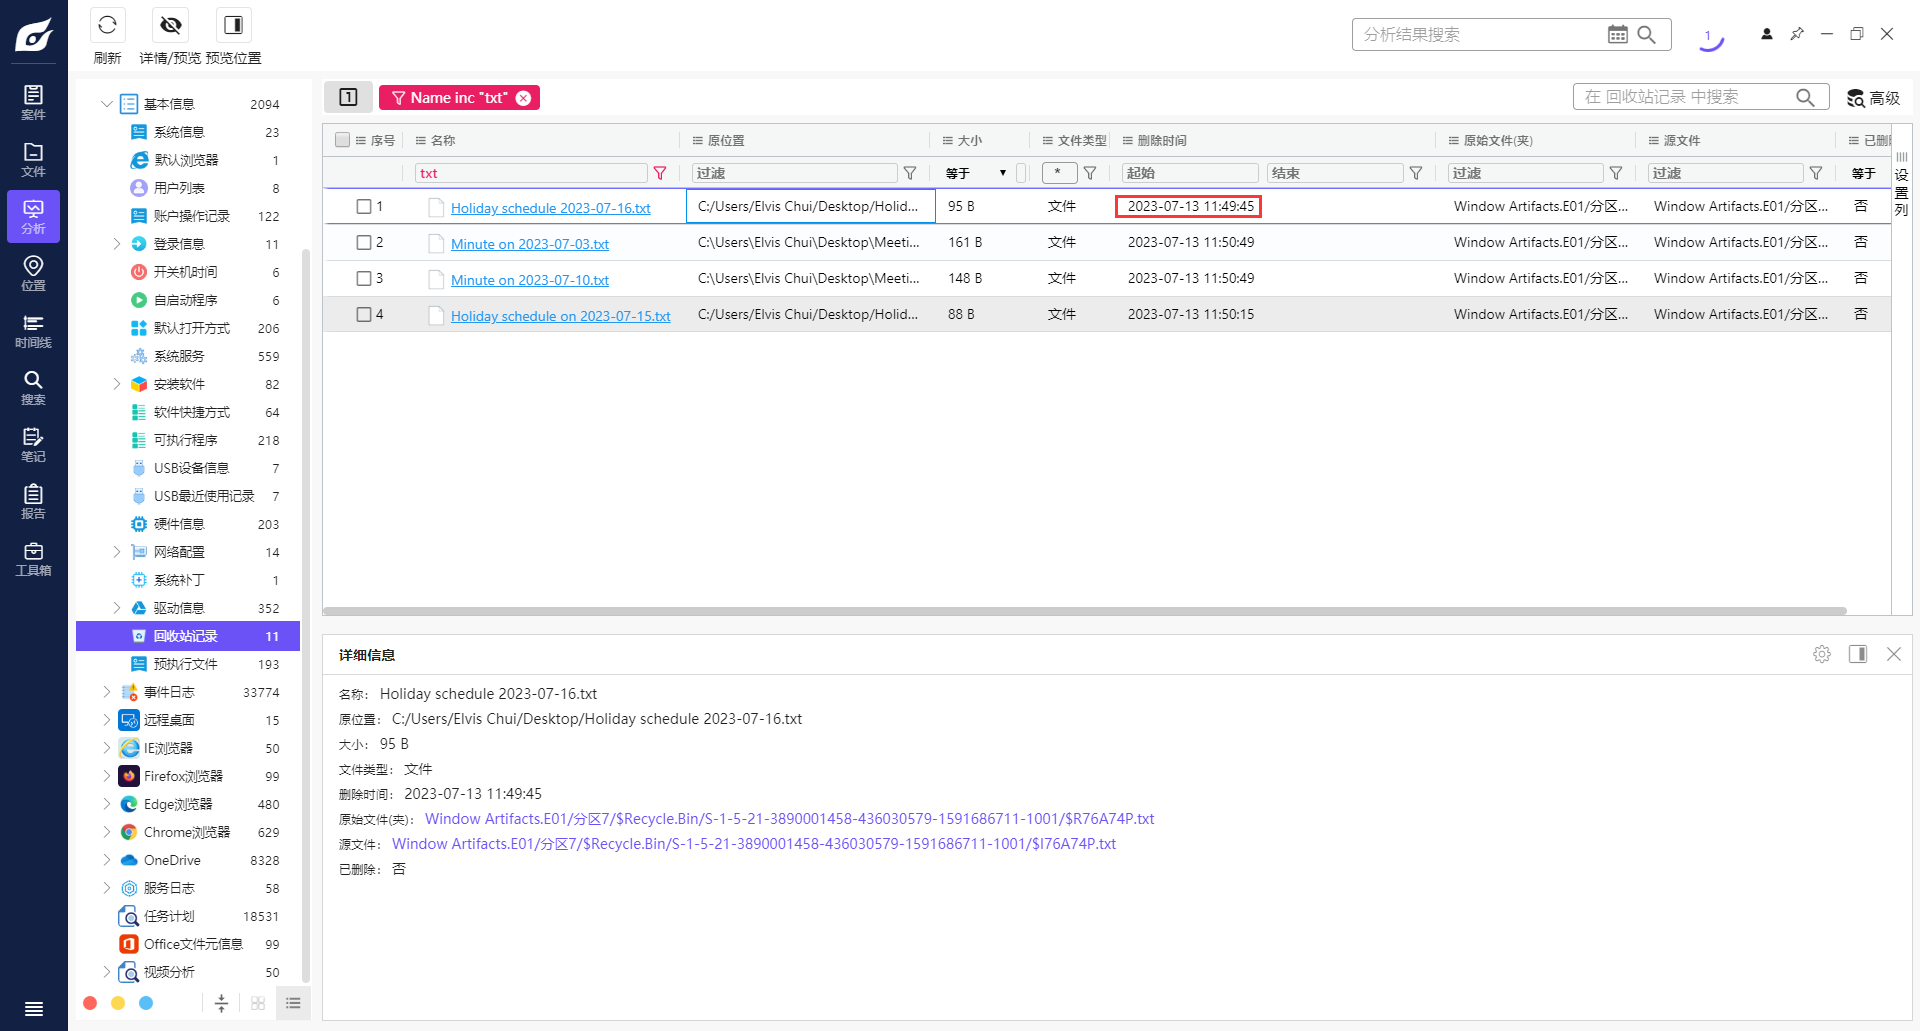 刷新
详情/预览
预览位置
分析结果搜索
1
案件
文件
分析
位置
时间线
搜索
笔记
报告
工具箱
基本信息 2094
系统信息 23
默认浏览器 1
用户列表 8
账户操作记录 122
登录信息 11
开关机时间 6
自启动程序 6
默认打开方式 206
系统服务 559
安装软件 82
软件快捷方式 64
可执行程序 218
USB设备信息 7
USB最近使用记录 7
硬件信息 203
网络配置 14
系统补丁 1
驱动信息 352
回收站记录 11
预执行文件 193
事件日志 33774
远程桌面 15
IE浏览器 50
Firefox浏览器 99
Edge浏览器 480
Chrome浏览器 629
OneDrive 8328
服务日志 58
任务计划 18531
Office文件元信息 99
视频分析 50
1 Name inc "txt"
在 回收站记录 中搜索 高级
序号 名称 原位置 大小 文件类型 删除时间 原始文件(夹) 源文件 已删
txt 过滤 等于 * 起始 结束 过滤 过滤 等于
设置列
1 Holiday schedule 2023-07-16.txt C:/Users/Elvis Chui/Desktop/Holid... 95 B 文件 2023-07-13 11:49:45 Window Artifacts.E01/分区... Window Artifacts.E01/分区... 否
2 Minute on 2023-07-03.txt C:\Users\Elvis Chui\Desktop\Meeti... 161 B 文件 2023-07-13 11:50:49 Window Artifacts.E01/分区... Window Artifacts.E01/分区... 否
3 Minute on 2023-07-10.txt C:\Users\Elvis Chui\Desktop\Meeti... 148 B 文件 2023-07-13 11:50:49 Window Artifacts.E01/分区... Window Artifacts.E01/分区... 否
4 Holiday schedule on 2023-07-15.txt C:/Users/Elvis Chui/Desktop/Holid... 88 B 文件 2023-07-13 11:50:15 Window Artifacts.E01/分区... Window Artifacts.E01/分区... 否
详细信息
名称： Holiday schedule 2023-07-16.txt
原位置： C:/Users/Elvis Chui/Desktop/Holiday schedule 2023-07-16.txt
大小： 95 B
文件类型： 文件
删除时间： 2023-07-13 11:49:45
原始文件(夹)： Window Artifacts.E01/分区7/$Recycle.Bin/S-1-5-21-3890001458-436030579-1591686711-1001/$R76A74P.txt
源文件： Window Artifacts.E01/分区7/$Recycle.Bin/S-1-5-21-3890001458-436030579-1591686711-1001/$I76A74P.txt
已删除： 否